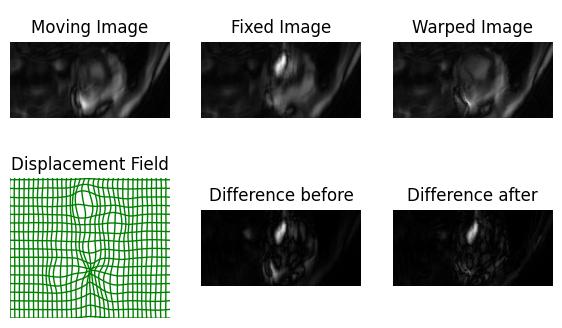 Moving Image
Fixed Image
Warped Image
Displacement Field
Difference before
Difference after